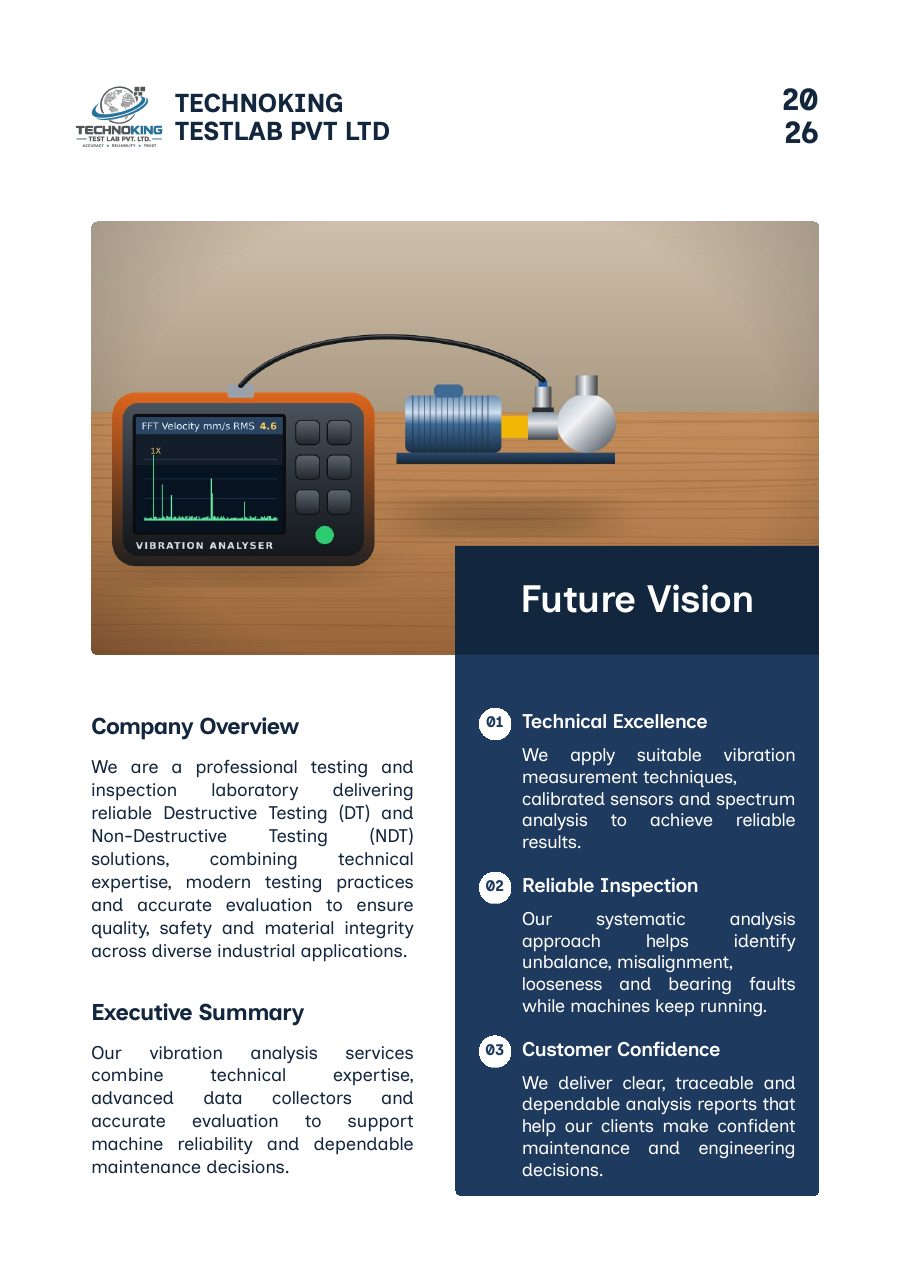 TECHNOKING
TEST LAB PVT. LTD.
ACCURACY • RELIABILITY • TRUST
TECHNOKING
TESTLAB PVT LTD
20
26
FFT Velocity mm/s RMS 4.6
1X
VIBRATION ANALYSER
Future Vision
Company Overview
We are a professional testing and
inspection laboratory delivering
reliable Destructive Testing (DT) and
Non-Destructive Testing (NDT)
solutions, combining technical
expertise, modern testing practices
and accurate evaluation to ensure
quality, safety and material integrity
across diverse industrial applications.
Executive Summary
Our vibration analysis services
combine technical expertise,
advanced data collectors and
accurate evaluation to support
machine reliability and dependable
maintenance decisions.
01 Technical Excellence
We apply suitable vibration
measurement techniques,
calibrated sensors and spectrum
analysis to achieve reliable
results.
02 Reliable Inspection
Our systematic analysis
approach helps identify
unbalance, misalignment,
looseness and bearing faults
while machines keep running.
03 Customer Confidence
We deliver clear, traceable and
dependable analysis reports that
help our clients make confident
maintenance and engineering
decisions.